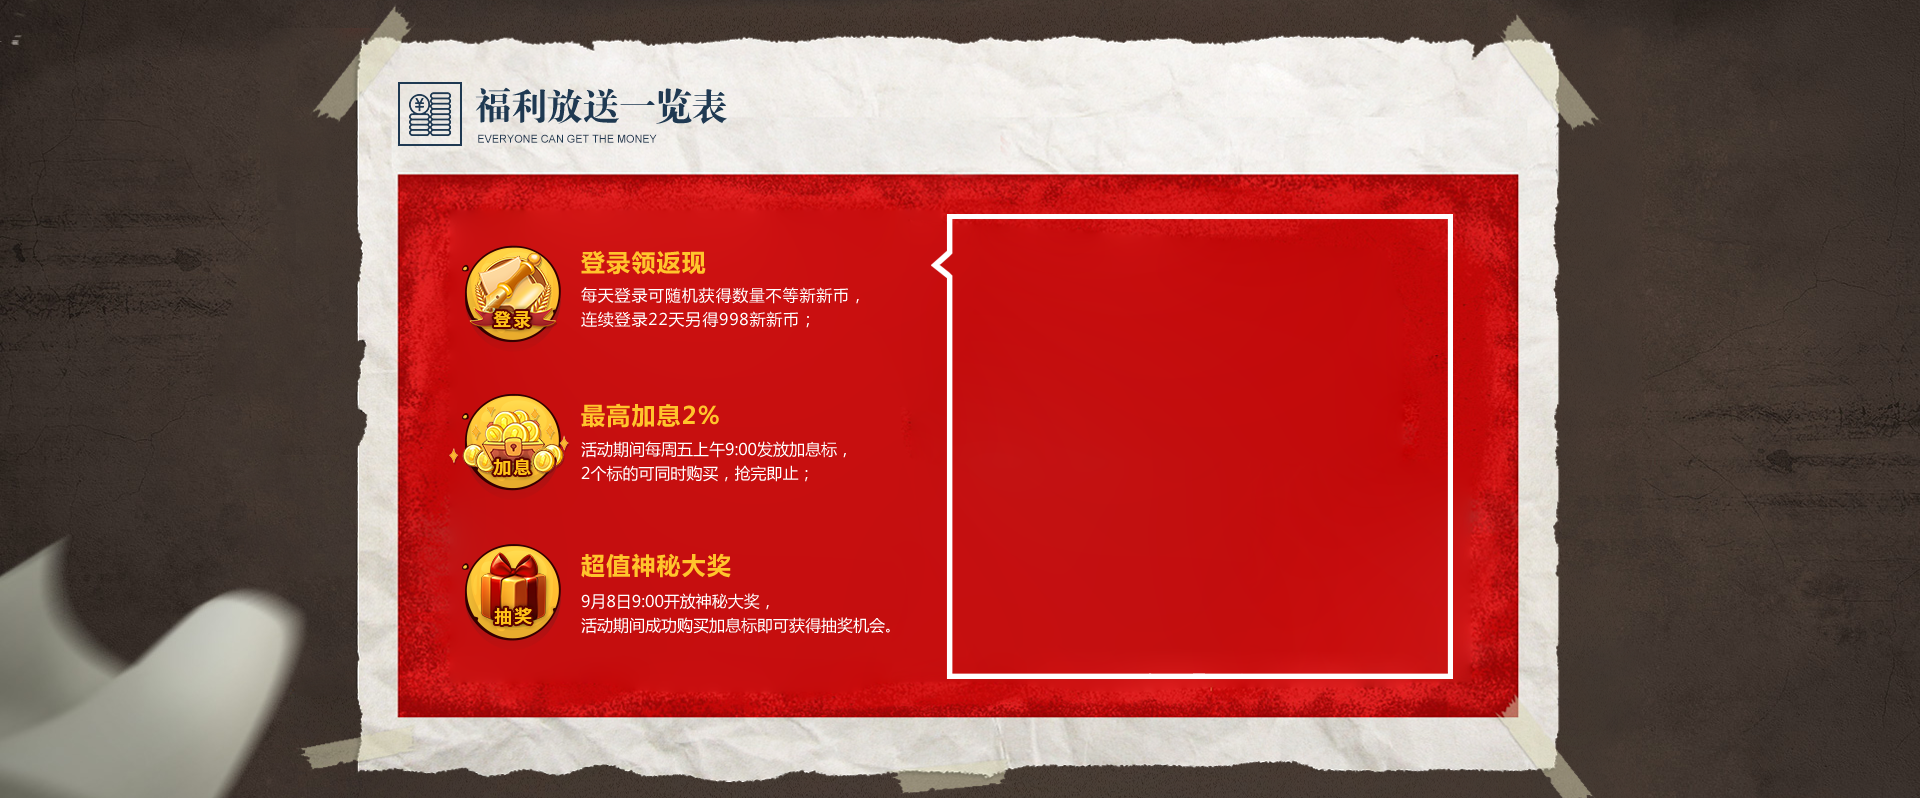 ¥
福利放送一览表
EVERYONE CAN GET THE MONEY
登录
登录领返现
每天登录可随机获得数量不等新新币，
连续登录22天另得998新新币；
加息
最高加息2%
活动期间每周五上午9:00发放加息标，
2个标的可同时购买，抢完即止；
抽奖
超值神秘大奖
9月8日9:00开放神秘大奖，
活动期间成功购买加息标即可获得抽奖机会。